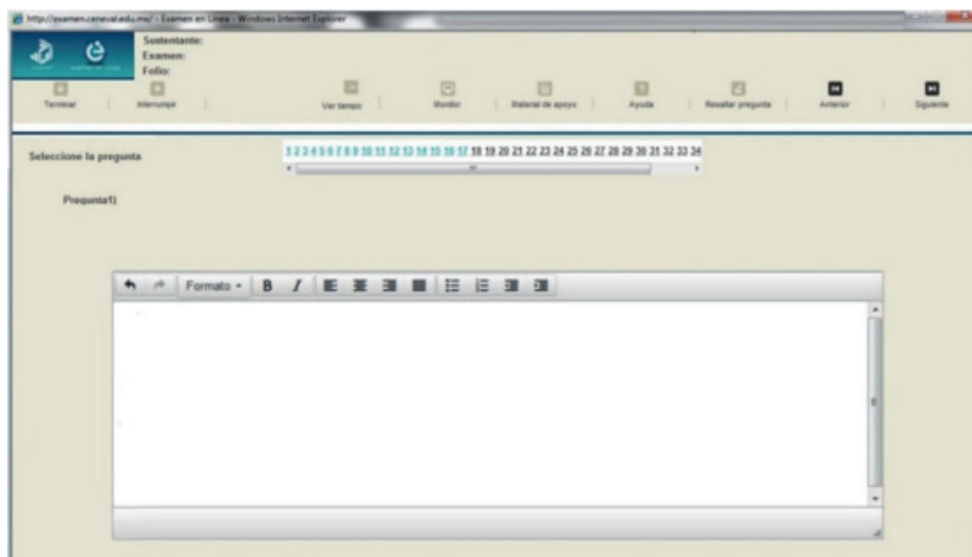 http://examen.ceneval.edu.mx/ - Examen en Línea - Windows Internet Explorer
Sustentante:
Examen:
Folio:
Terminar Interrumpir Ver tiempo Monitor Material de apoyo Ayuda Resaltar pregunta Anterior Siguiente
Seleccione la pregunta 1 2 3 4 5 6 7 8 9 10 11 12 13 14 15 16 17 18 19 20 21 22 23 24 25 26 27 28 29 30 31 32 33 34
Pregunta1)
Formato B I